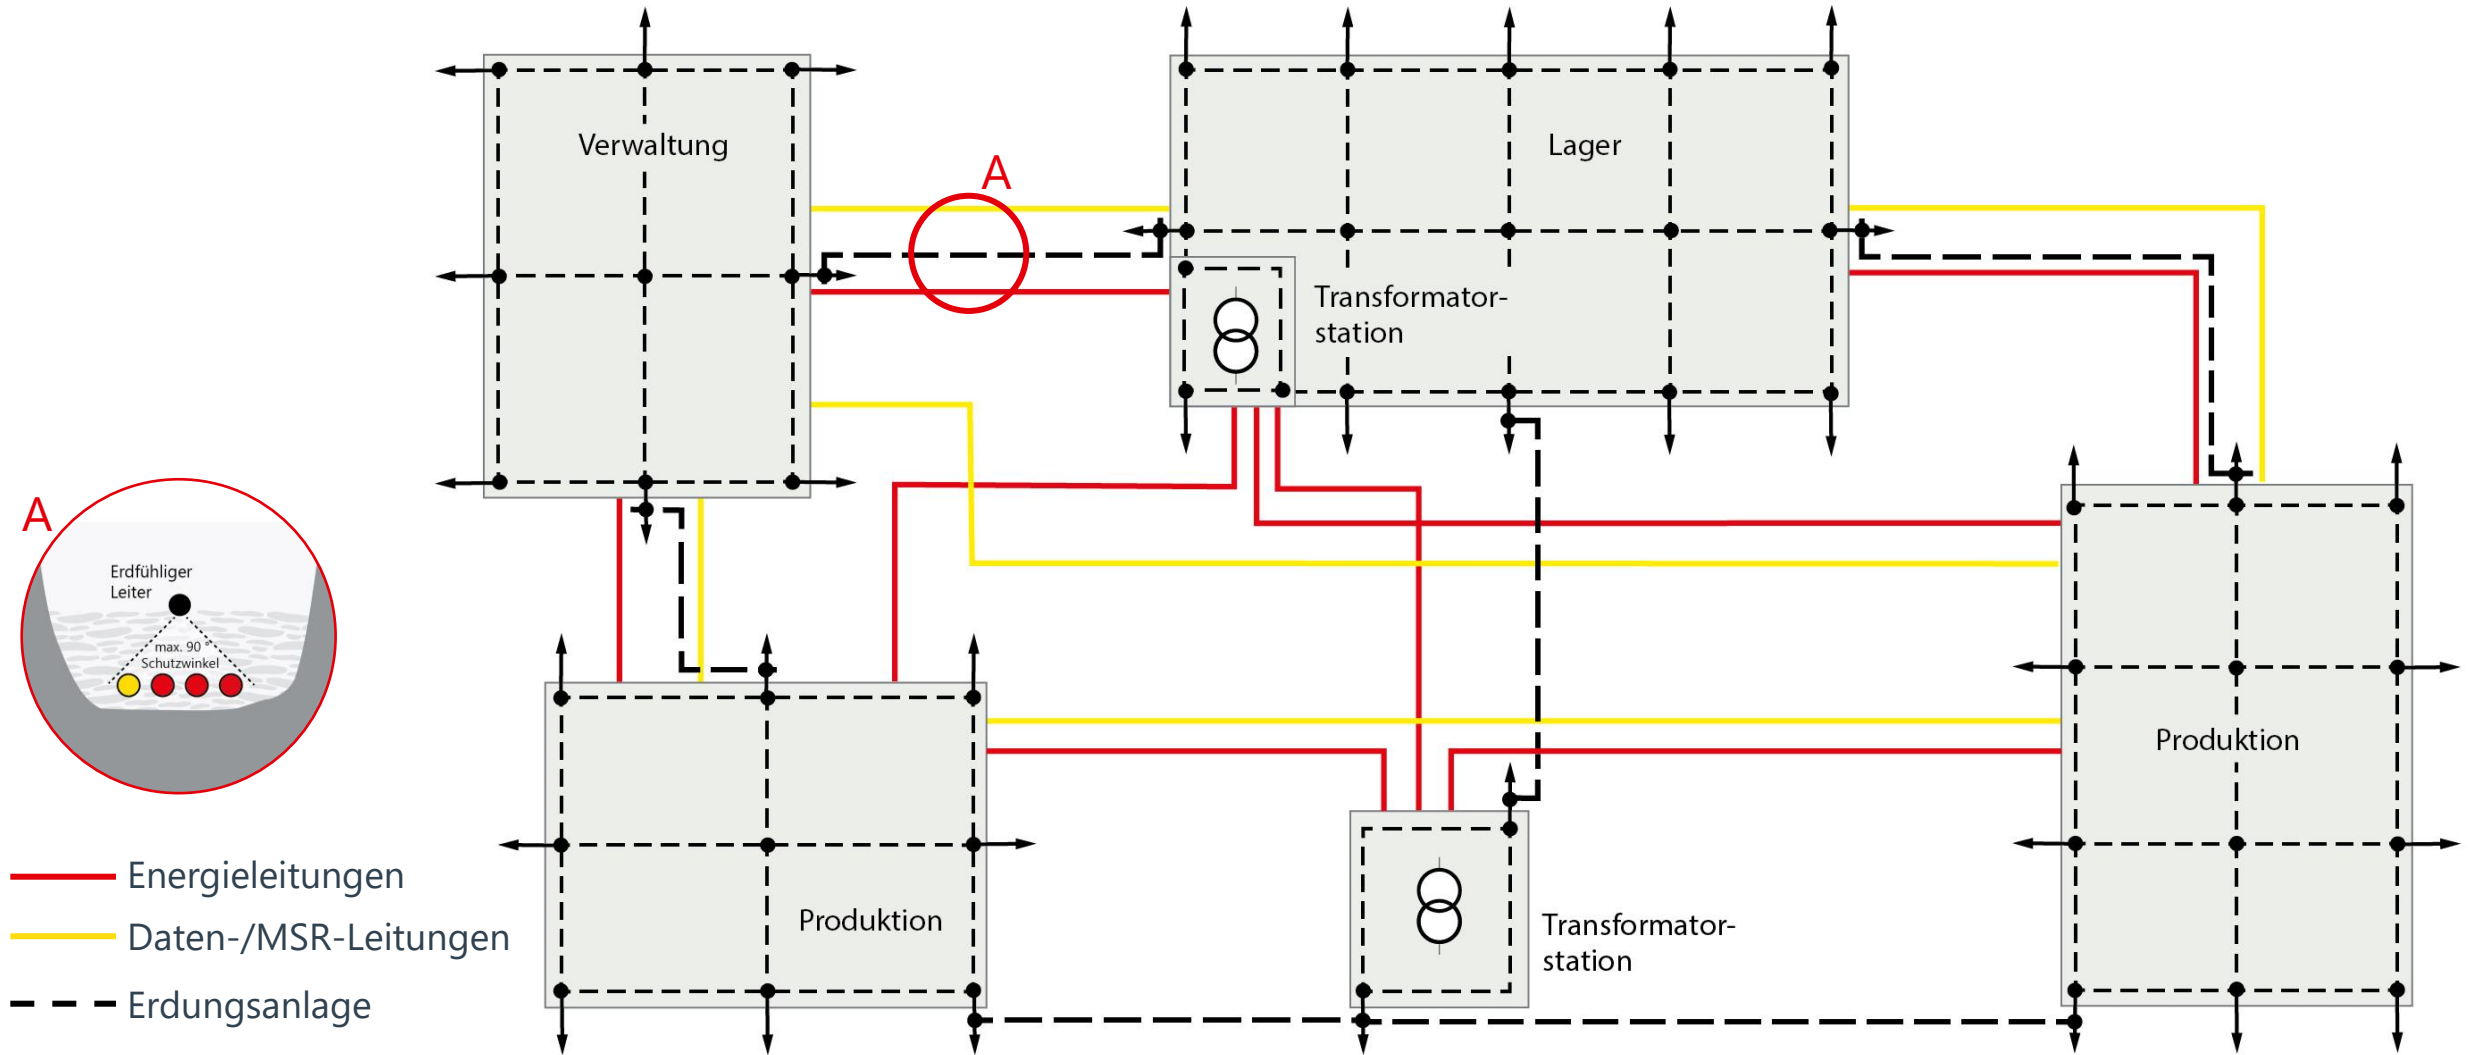 Verwaltung
Lager
A
Transformator-
station
A
Erdfühliger
Leiter
max. 90 °
Schutzwinkel
Produktion
Energieleitungen
Produktion
Transformator-
station
Daten-/MSR-Leitungen
Erdungsanlage